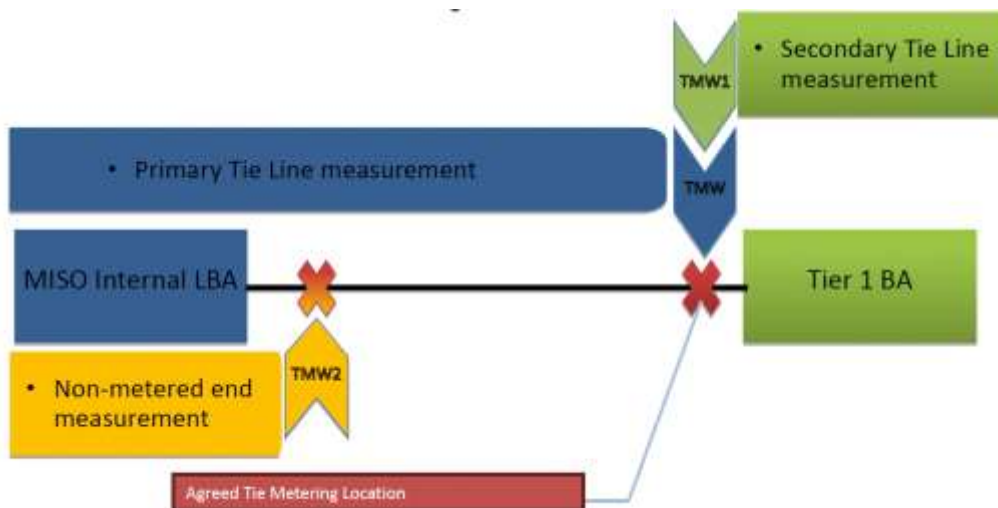 • Secondary Tie Line
measurement
TMW1
• Primary Tie Line measurement
TMW
MISO Internal LBA
Tier 1 BA
TMW2
• Non-metered end
measurement
Agreed Tie Metering Location